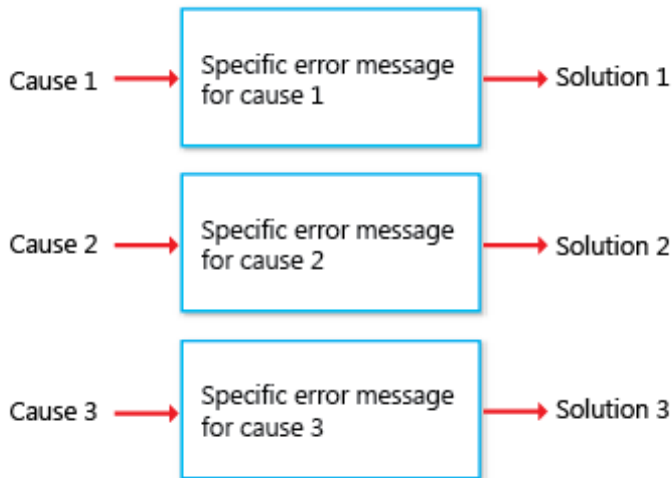 Cause 1
Specific error message
for cause 1
Solution 1
Cause 2
Specific error message
for cause 2
Solution 2
Cause 3
Specific error message
for cause 3
Solution 3